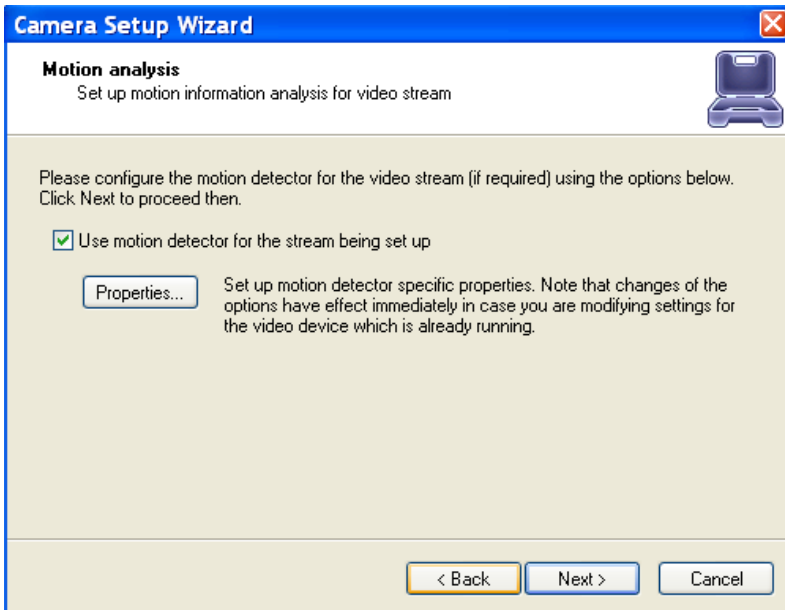 Camera Setup Wizard
Motion analysis
Set up motion information analysis for video stream
Please configure the motion detector for the video stream (if required) using the options below.
Click Next to proceed then.
Use motion detector for the stream being set up
Properties...
Set up motion detector specific properties. Note that changes of the
options have effect immediately in case you are modifying settings for
the video device which is already running.
< Back
Next >
Cancel